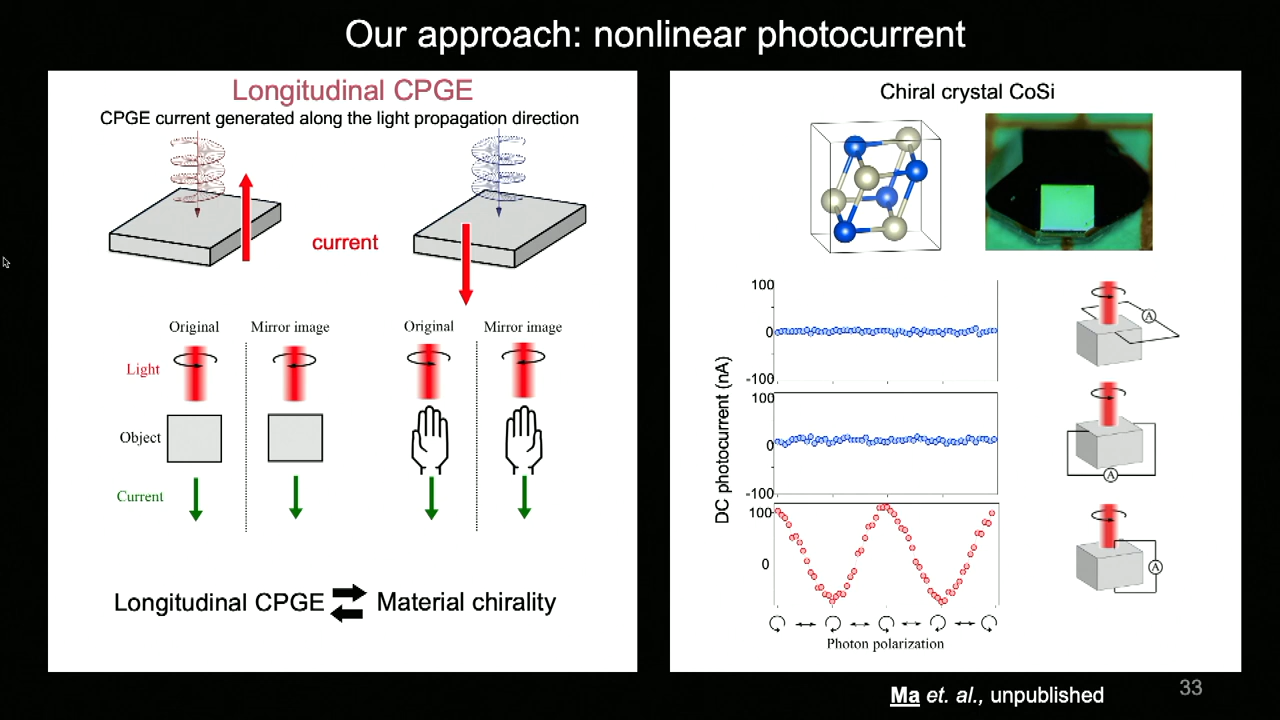 Our approach: nonlinear photocurrent
Longitudinal CPGE
CPGE current generated along the light propagation direction
current
Original
Mirror image
Original
Mirror image
Light
Object
Current
Longitudinal CPGE
Material chirality
Chiral crystal CoSi
DC photocurrent (nA)
100
0
-100
A
100
0
-100
A
100
0
A
Photon polarization
Ma et. al., unpublished
33